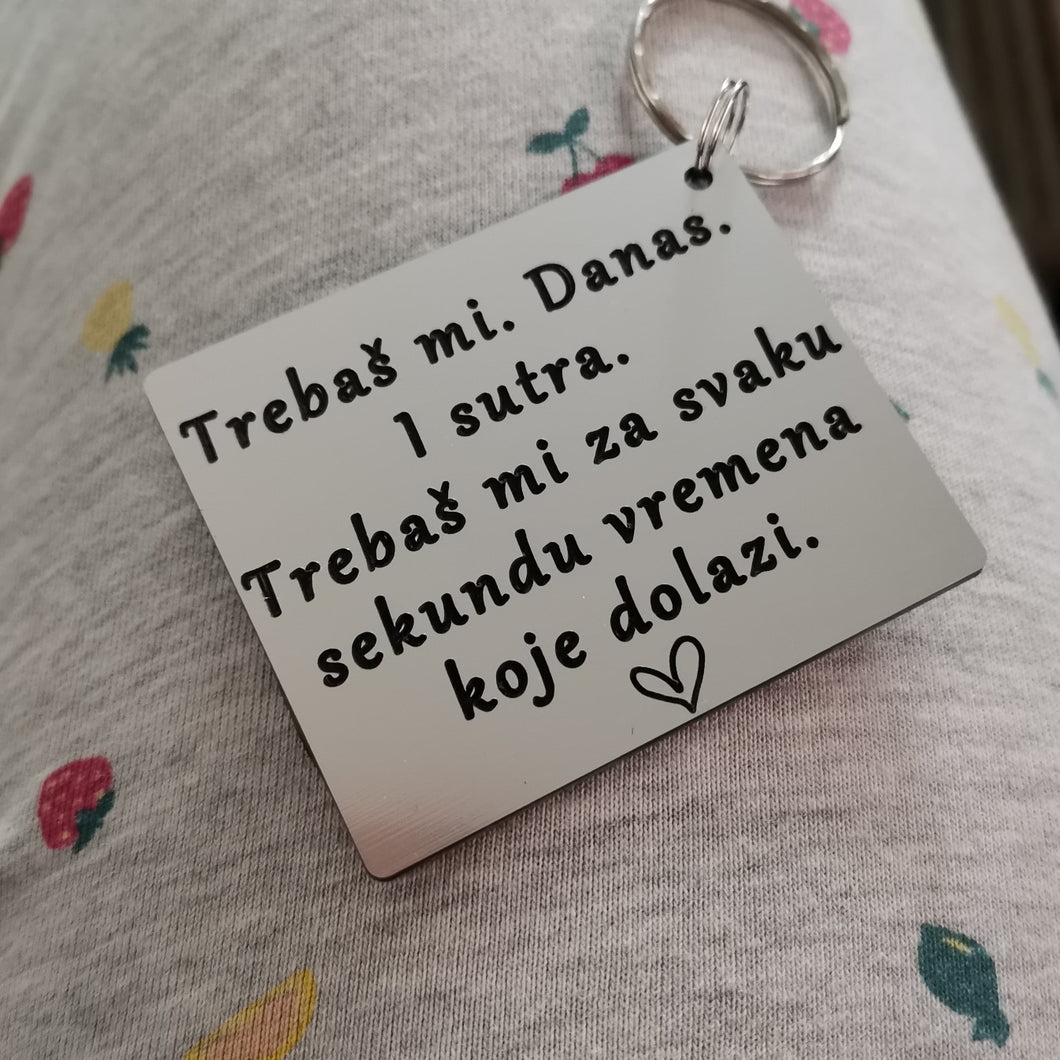 Trebaš mi. Danas.
I sutra.
Trebaš mi za svaku
sekundu vremena
koje dolazi.